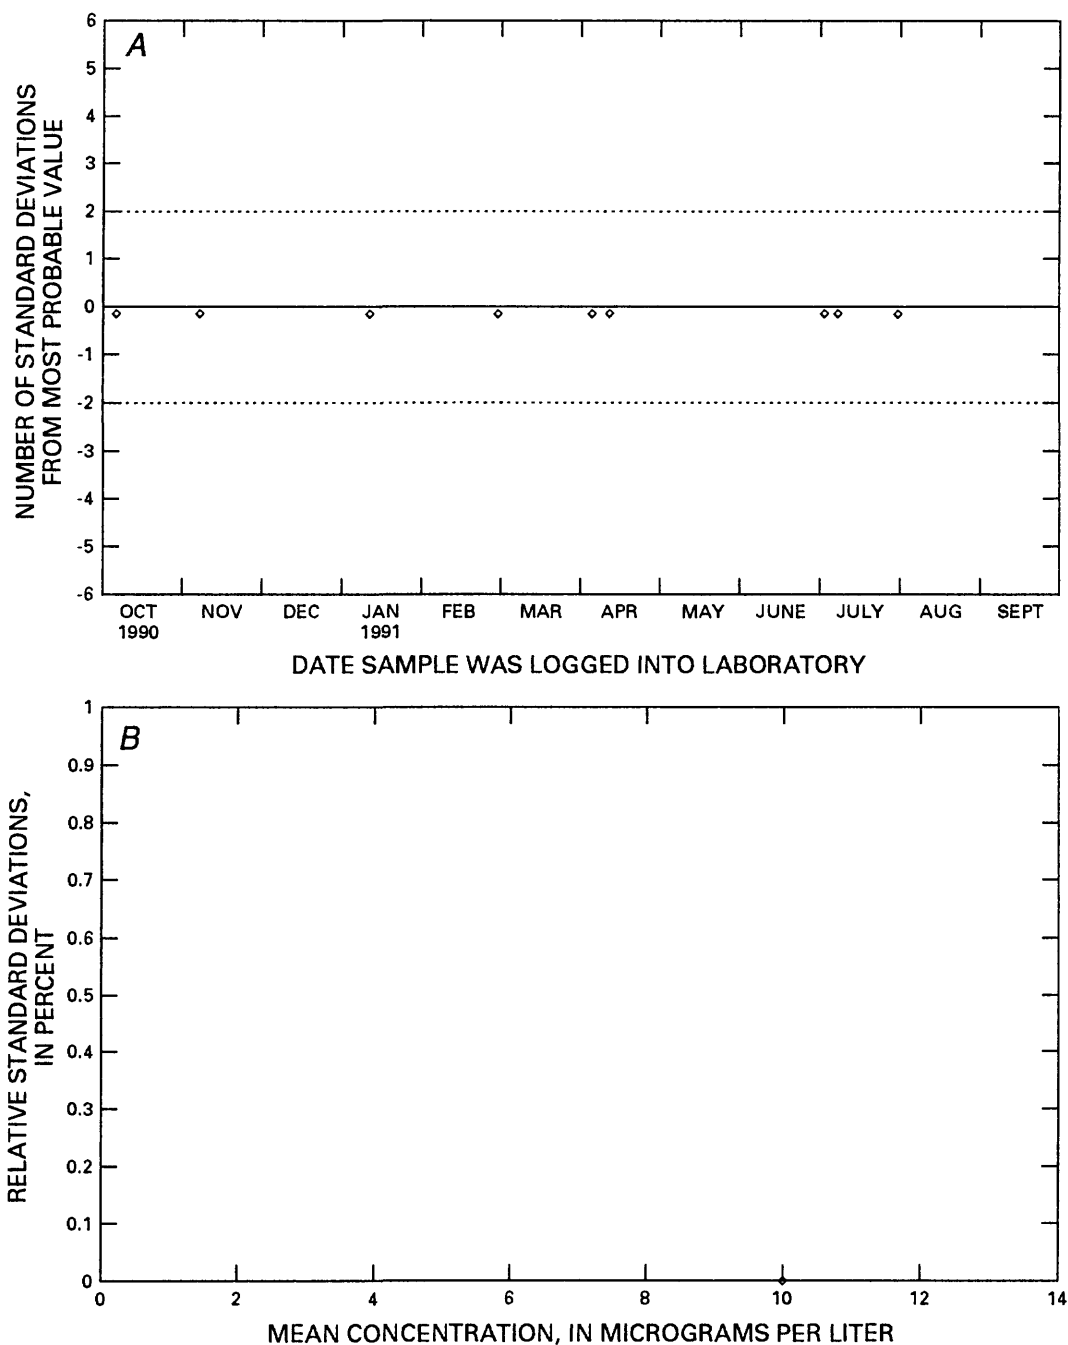 A
6
5
4
3
2
1
0
-1
-2
-3
-4
-5
-6
NUMBER OF STANDARD DEVIATIONS
FROM MOST PROBABLE VALUE
OCT NOV DEC JAN FEB MAR APR MAY JUNE JULY AUG SEPT
1990 1991
DATE SAMPLE WAS LOGGED INTO LABORATORY
B
1
0.9
0.8
0.7
0.6
0.5
0.4
0.3
0.2
0.1
0
RELATIVE STANDARD DEVIATIONS,
IN PERCENT
0 2 4 6 8 10 12 14
MEAN CONCENTRATION, IN MICROGRAMS PER LITER